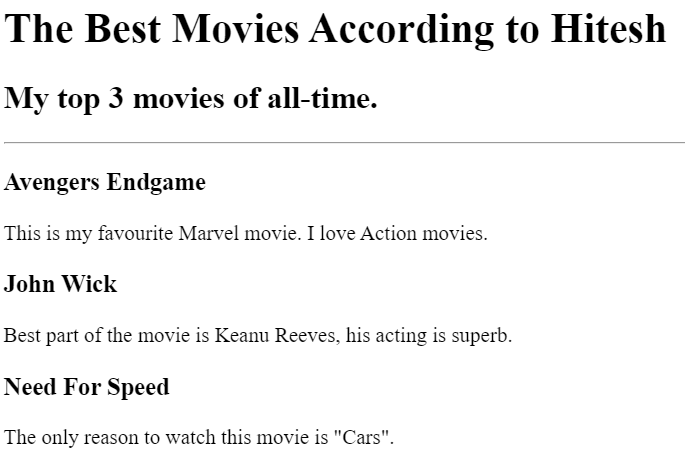 The Best Movies According to Hitesh
My top 3 movies of all-time.
Avengers Endgame
This is my favourite Marvel movie. I love Action movies.
John Wick
Best part of the movie is Keanu Reeves, his acting is superb.
Need For Speed
The only reason to watch this movie is "Cars".